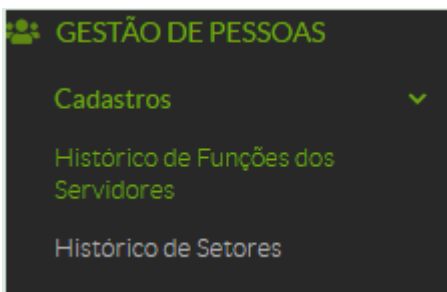 GESTÃO DE PESSOAS
Cadastros
Histórico de Funções dos
Servidores
Histórico de Setores